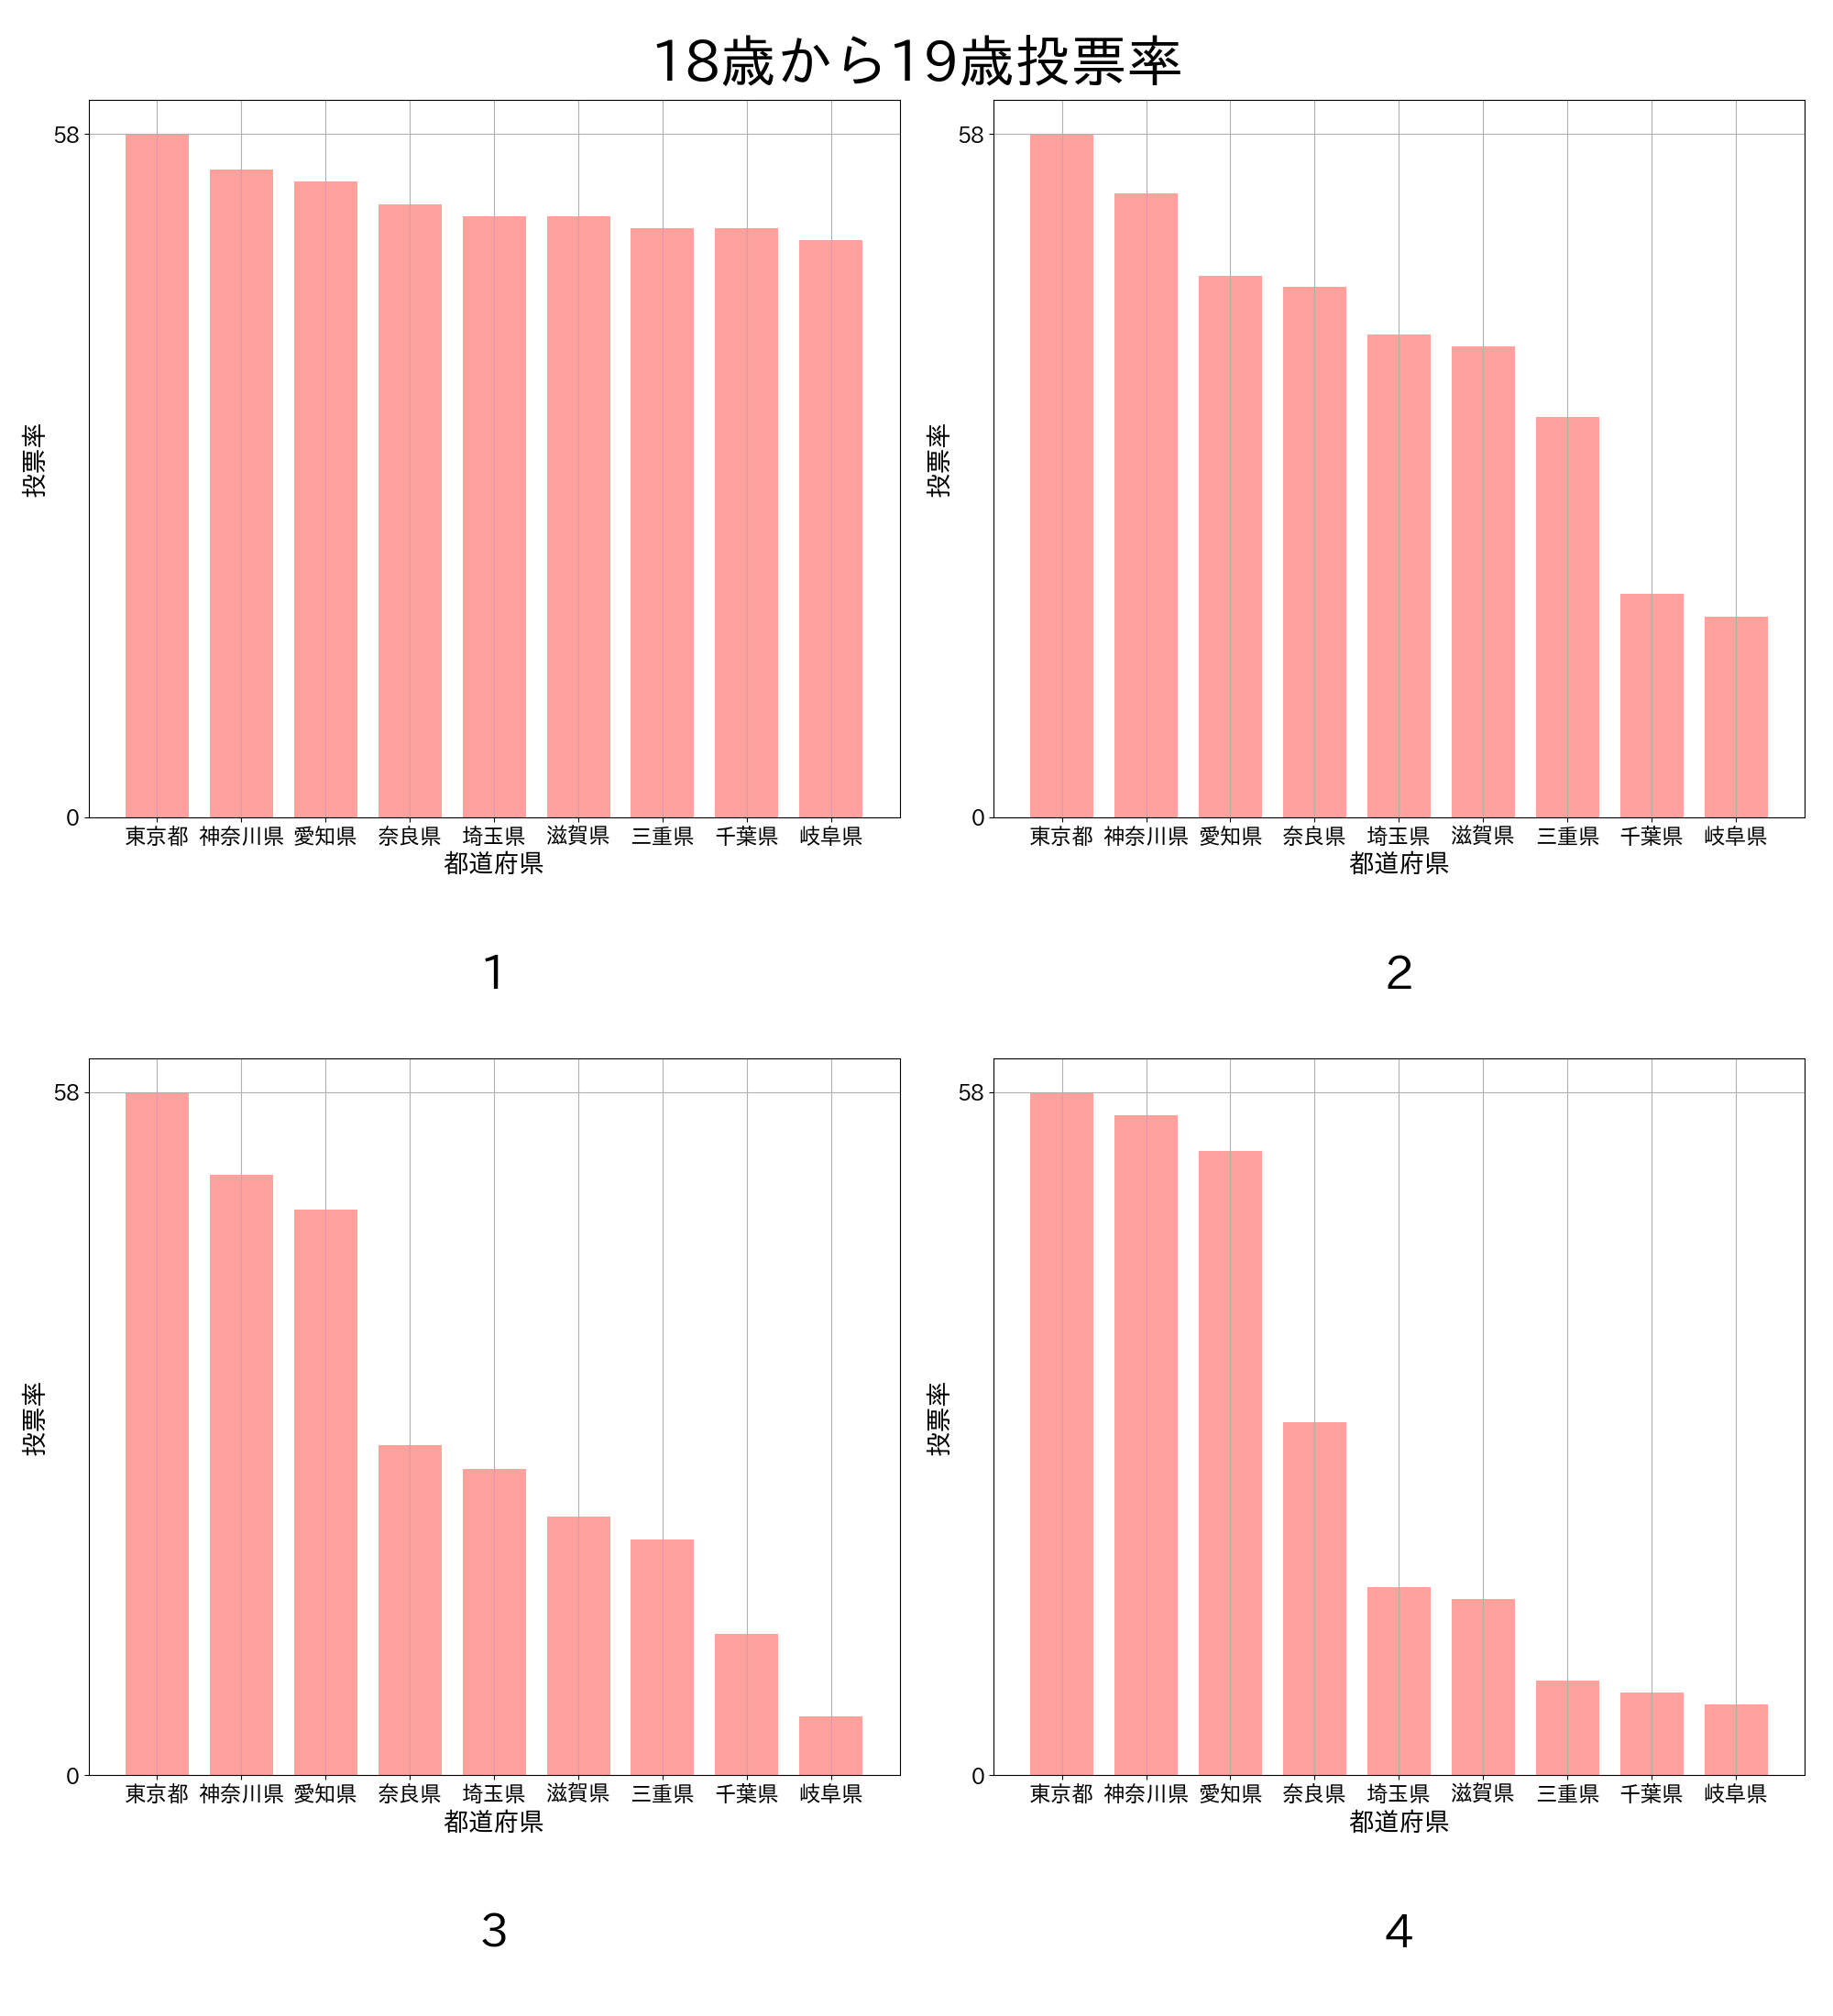 18歳から19歳投票率
58
0
投票率
東京都 神奈川県 愛知県 奈良県 埼玉県 滋賀県 三重県 千葉県 岐阜県
都道府県
1
58
0
投票率
東京都 神奈川県 愛知県 奈良県 埼玉県 滋賀県 三重県 千葉県 岐阜県
都道府県
2
58
0
投票率
東京都 神奈川県 愛知県 奈良県 埼玉県 滋賀県 三重県 千葉県 岐阜県
都道府県
3
58
0
投票率
東京都 神奈川県 愛知県 奈良県 埼玉県 滋賀県 三重県 千葉県 岐阜県
都道府県
4